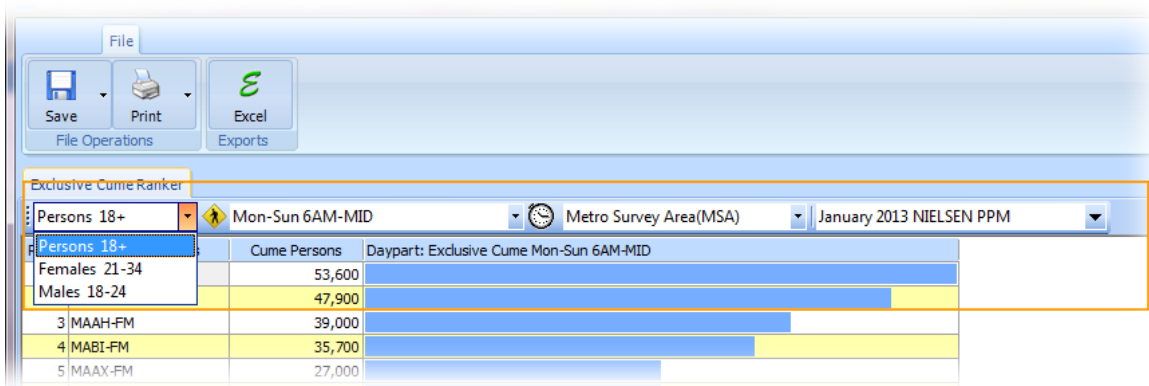 File
Save
Print
Excel
File Operations
Exports
Exclusive Cume Ranker
Persons 18+
Mon-Sun 6AM-MID
Metro Survey Area(MSA)
January 2013 NIELSEN PPM
Cume Persons
Daypart: Exclusive Cume Mon-Sun 6AM-MID
Persons 18+
Females 21-34
Males 18-24
53,600
47,900
3 MAAH-FM 39,000
4 MABI-FM 35,700
5 MAAX-FM 27,000